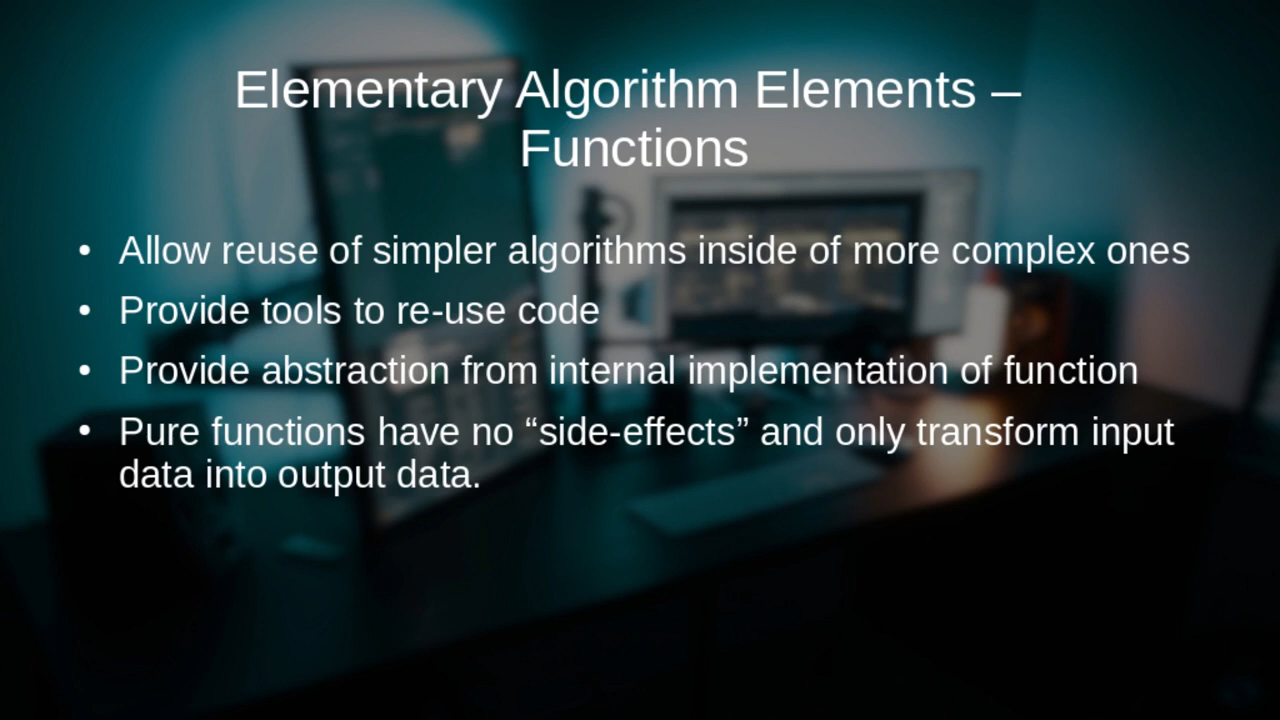 Elementary Algorithm Elements –
Functions
• Allow reuse of simpler algorithms inside of more complex ones
• Provide tools to re-use code
• Provide abstraction from internal implementation of function
• Pure functions have no “side-effects” and only transform input
data into output data.